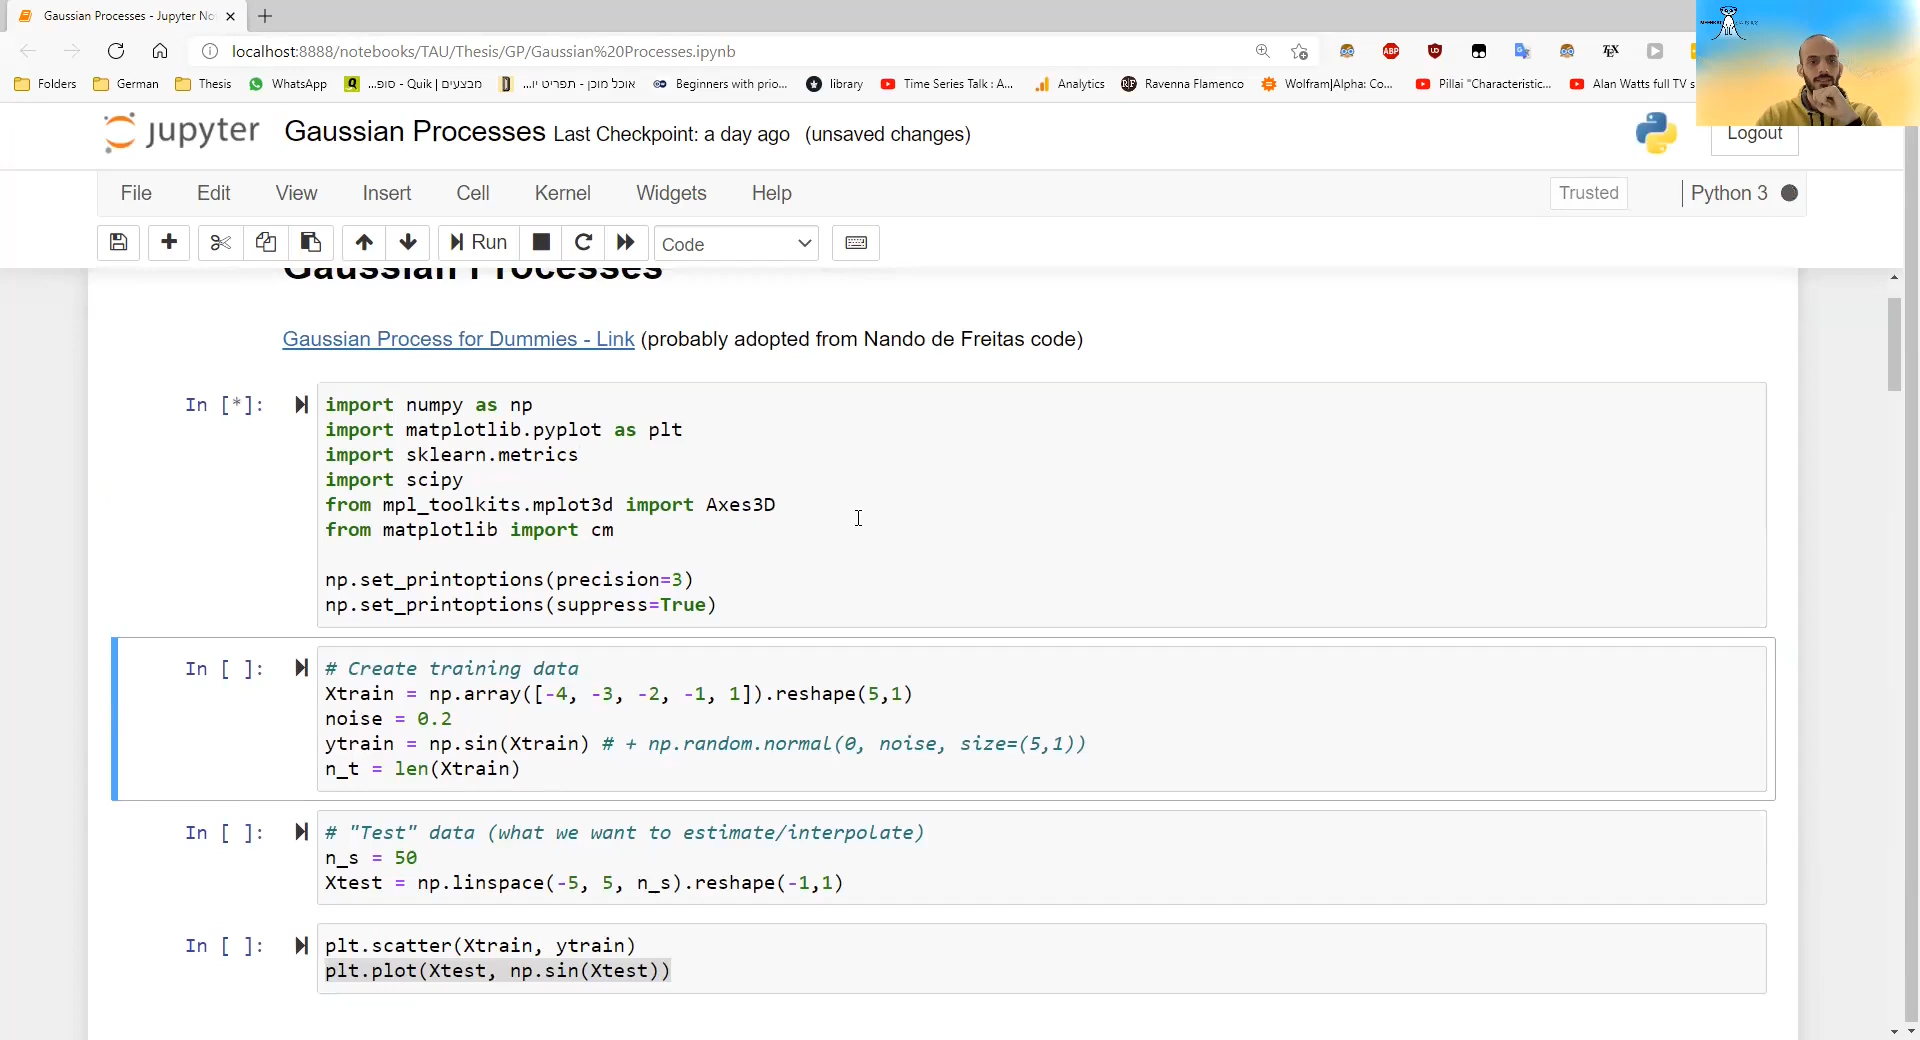 Gaussian Processes - Jupyter No
localhost:8888/notebooks/TAU/Thesis/GP/Gaussian%20Processes.ipynb
Folders German Thesis WhatsApp מבצעים | Quik - סופ... אוכל מוכן - תפריט יו... Beginners with prio... library Time Series Talk : A... Analytics Ravenna Flamenco Wolfram|Alpha: Co... Pillai "Characteristic... Alan Watts full TV s
jupyter Gaussian Processes Last Checkpoint: a day ago (unsaved changes)
Logout
File Edit View Insert Cell Kernel Widgets Help Trusted Python 3
Run Code
Gaussian Processes
Gaussian Process for Dummies - Link (probably adopted from Nando de Freitas code)
In [*]: import numpy as np
import matplotlib.pyplot as plt
import sklearn.metrics
import scipy
from mpl_toolkits.mplot3d import Axes3D
from matplotlib import cm
np.set_printoptions(precision=3)
np.set_printoptions(suppress=True)
In [ ]: # Create training data
Xtrain = np.array([-4, -3, -2, -1, 1]).reshape(5,1)
noise = 0.2
ytrain = np.sin(Xtrain) # + np.random.normal(0, noise, size=(5,1))
n_t = len(Xtrain)
In [ ]: # "Test" data (what we want to estimate/interpolate)
n_s = 50
Xtest = np.linspace(-5, 5, n_s).reshape(-1,1)
In [ ]: plt.scatter(Xtrain, ytrain)
plt.plot(Xtest, np.sin(Xtest))